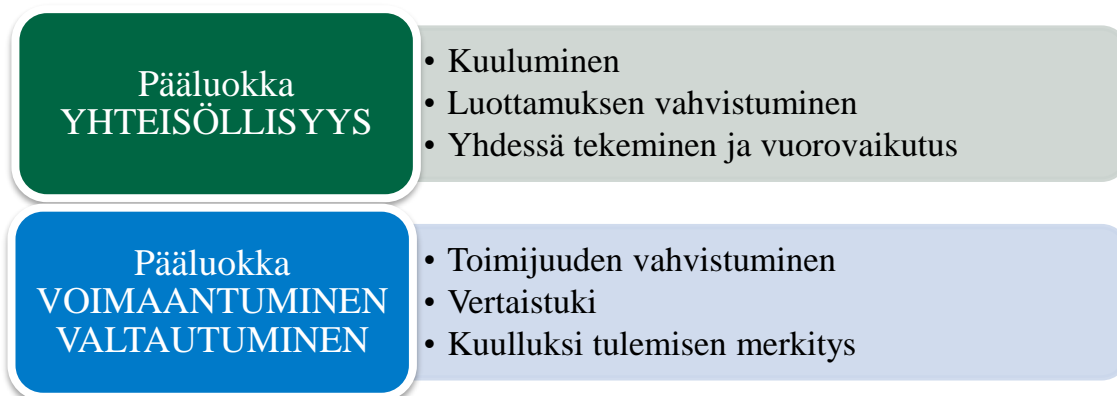 Pääluokka
YHTEISÖLLISYYS
• Kuuluminen
• Luottamuksen vahvistuminen
• Yhdessä tekeminen ja vuorovaikutus
Pääluokka
VOIMAANTUMINEN
VALTAUTUMINEN
• Toimijuuden vahvistuminen
• Vertaistuki
• Kuulluksi tulemisen merkitys